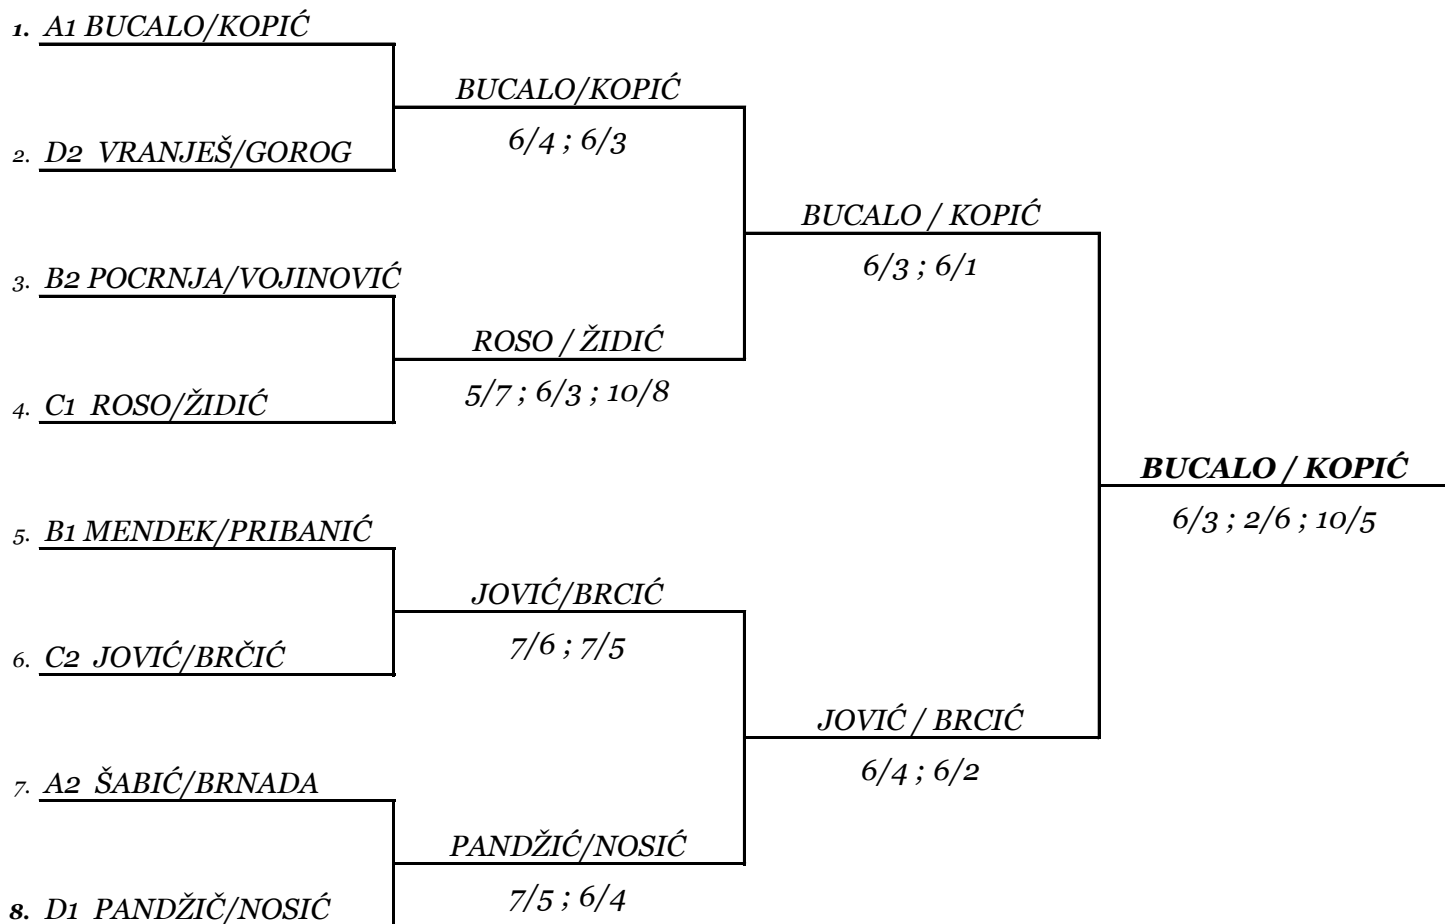 1. A1 BUCALO/KOPIĆ
BUCALO/KOPIĆ
6/4 ; 6/3
2. D2 VRANJEŠ/GOROG
BUCALO / KOPIĆ
6/3 ; 6/1
3. B2 POCRNJA/VOJINOVIĆ
ROSO / ŽIDIĆ
5/7 ; 6/3 ; 10/8
4. C1 ROSO/ŽIDIĆ
BUCALO / KOPIĆ
6/3 ; 2/6 ; 10/5
5. B1 MENDEK/PRIBANIĆ
JOVIĆ/BRCIĆ
7/6 ; 7/5
6. C2 JOVIĆ/BRČIĆ
JOVIĆ / BRCIĆ
6/4 ; 6/2
7. A2 ŠABIĆ/BRNADA
PANDŽIĆ/NOSIĆ
7/5 ; 6/4
8. D1 PANDŽIČ/NOSIĆ